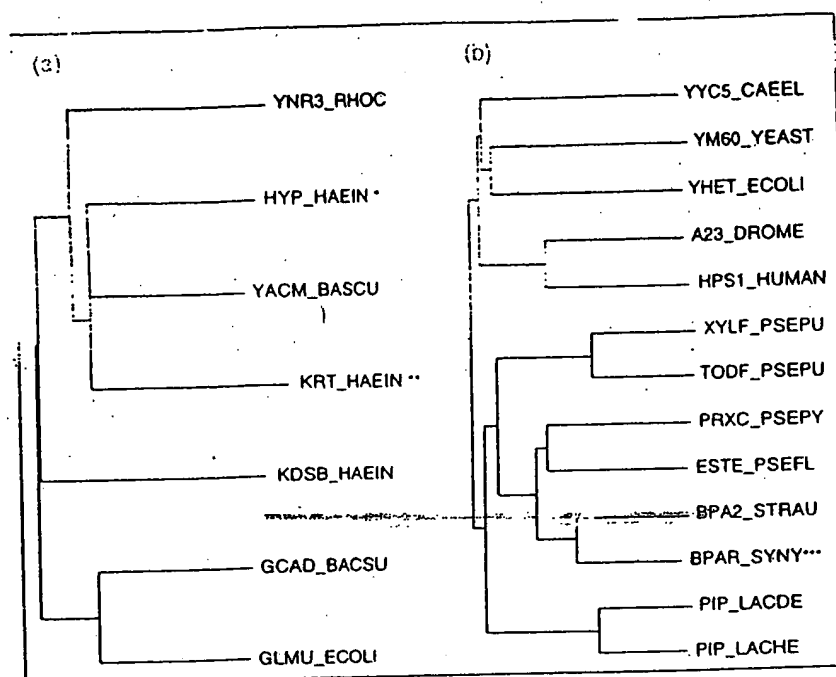 (a)
YNR3_RHOC
HYP_HAEIN*
YACM_BASCU
)
KRT_HAEIN**
KDSB_HAEIN
GCAD_BACSU
GLMU_ECOLI
(b)
YYC5_CAEEL
YM60_YEAST
YHET_ECOLI
A23_DROME
HPS1_HUMAN
XYLF_PSEPU
TODF_PSEPU
PRXC_PSEPY
ESTE_PSEFL
BPA2_STRAU
BPAR_SYNY***
PIP_LACDE
PIP_LACHE